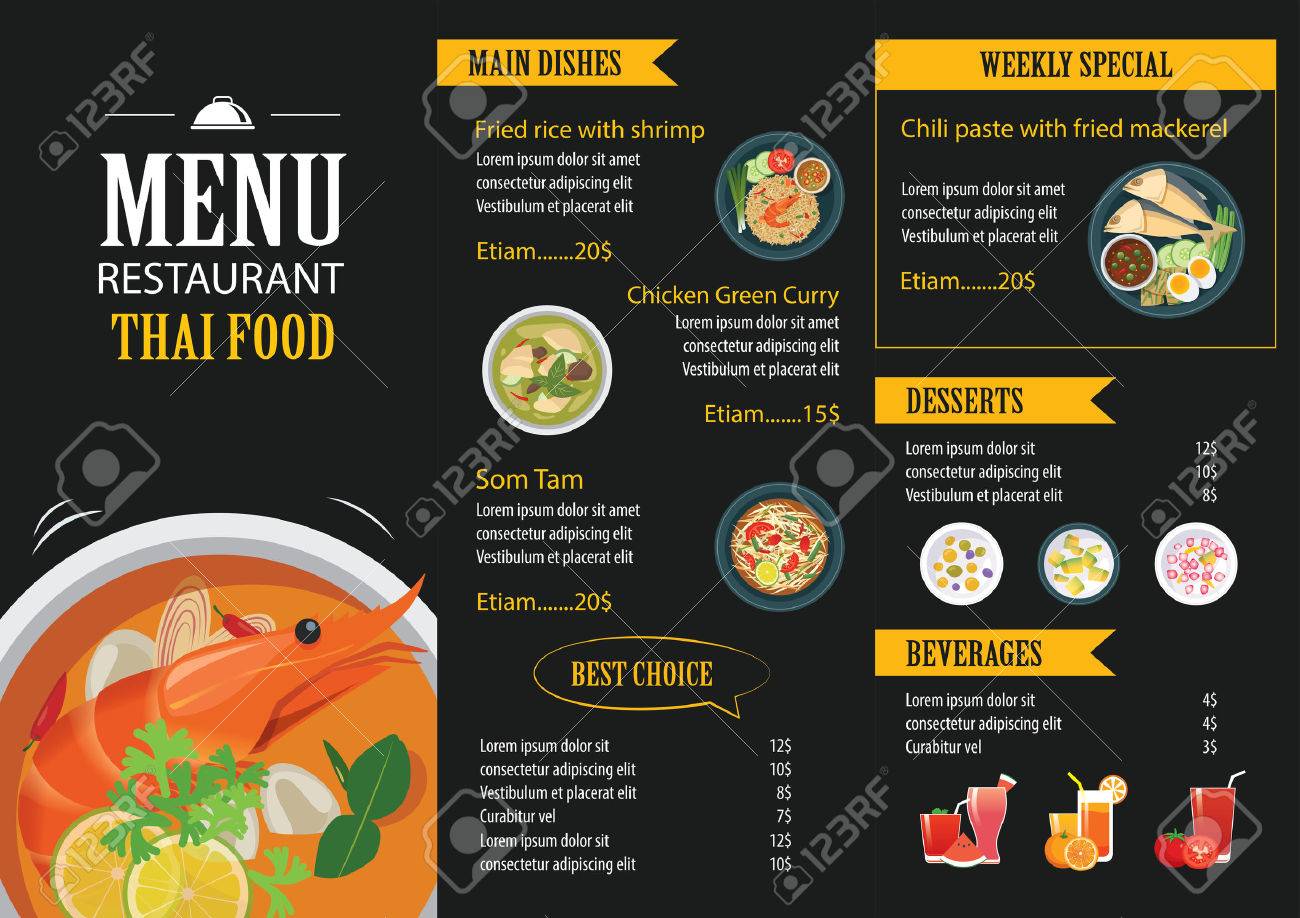 MENU
RESTAURANT
THAI FOOD
MAIN DISHES
Fried rice with shrimp
Lorem ipsum dolor sit amet
consectetur adipiscing elit
Vestibulum et placerat elit
Etiam.......20$
Chicken Green Curry
Lorem ipsum dolor sit amet
consectetur adipiscing elit
Vestibulum et placerat elit
Etiam.......15$
Som Tam
Lorem ipsum dolor sit amet
consectetur adipiscing elit
Vestibulum et placerat elit
Etiam.......20$
BEST CHOICE
Lorem ipsum dolor sit 12$
consectetur adipiscing elit 10$
Vestibulum et placerat elit 8$
Curabitur vel 7$
Lorem ipsum dolor sit 12$
consectetur adipiscing elit 10$
WEEKLY SPECIAL
Chili paste with fried mackerel
Lorem ipsum dolor sit amet
consectetur adipiscing elit
Vestibulum et placerat elit
Etiam.......20$
DESSERTS
Lorem ipsum dolor sit 12$
consectetur adipiscing elit 10$
Vestibulum et placerat elit 8$
BEVERAGES
Lorem ipsum dolor sit 4$
consectetur adipiscing elit 4$
Curabitur vel 3$
123RF
123RF
123RF
123RF
123RF
123RF
123RF
123RF